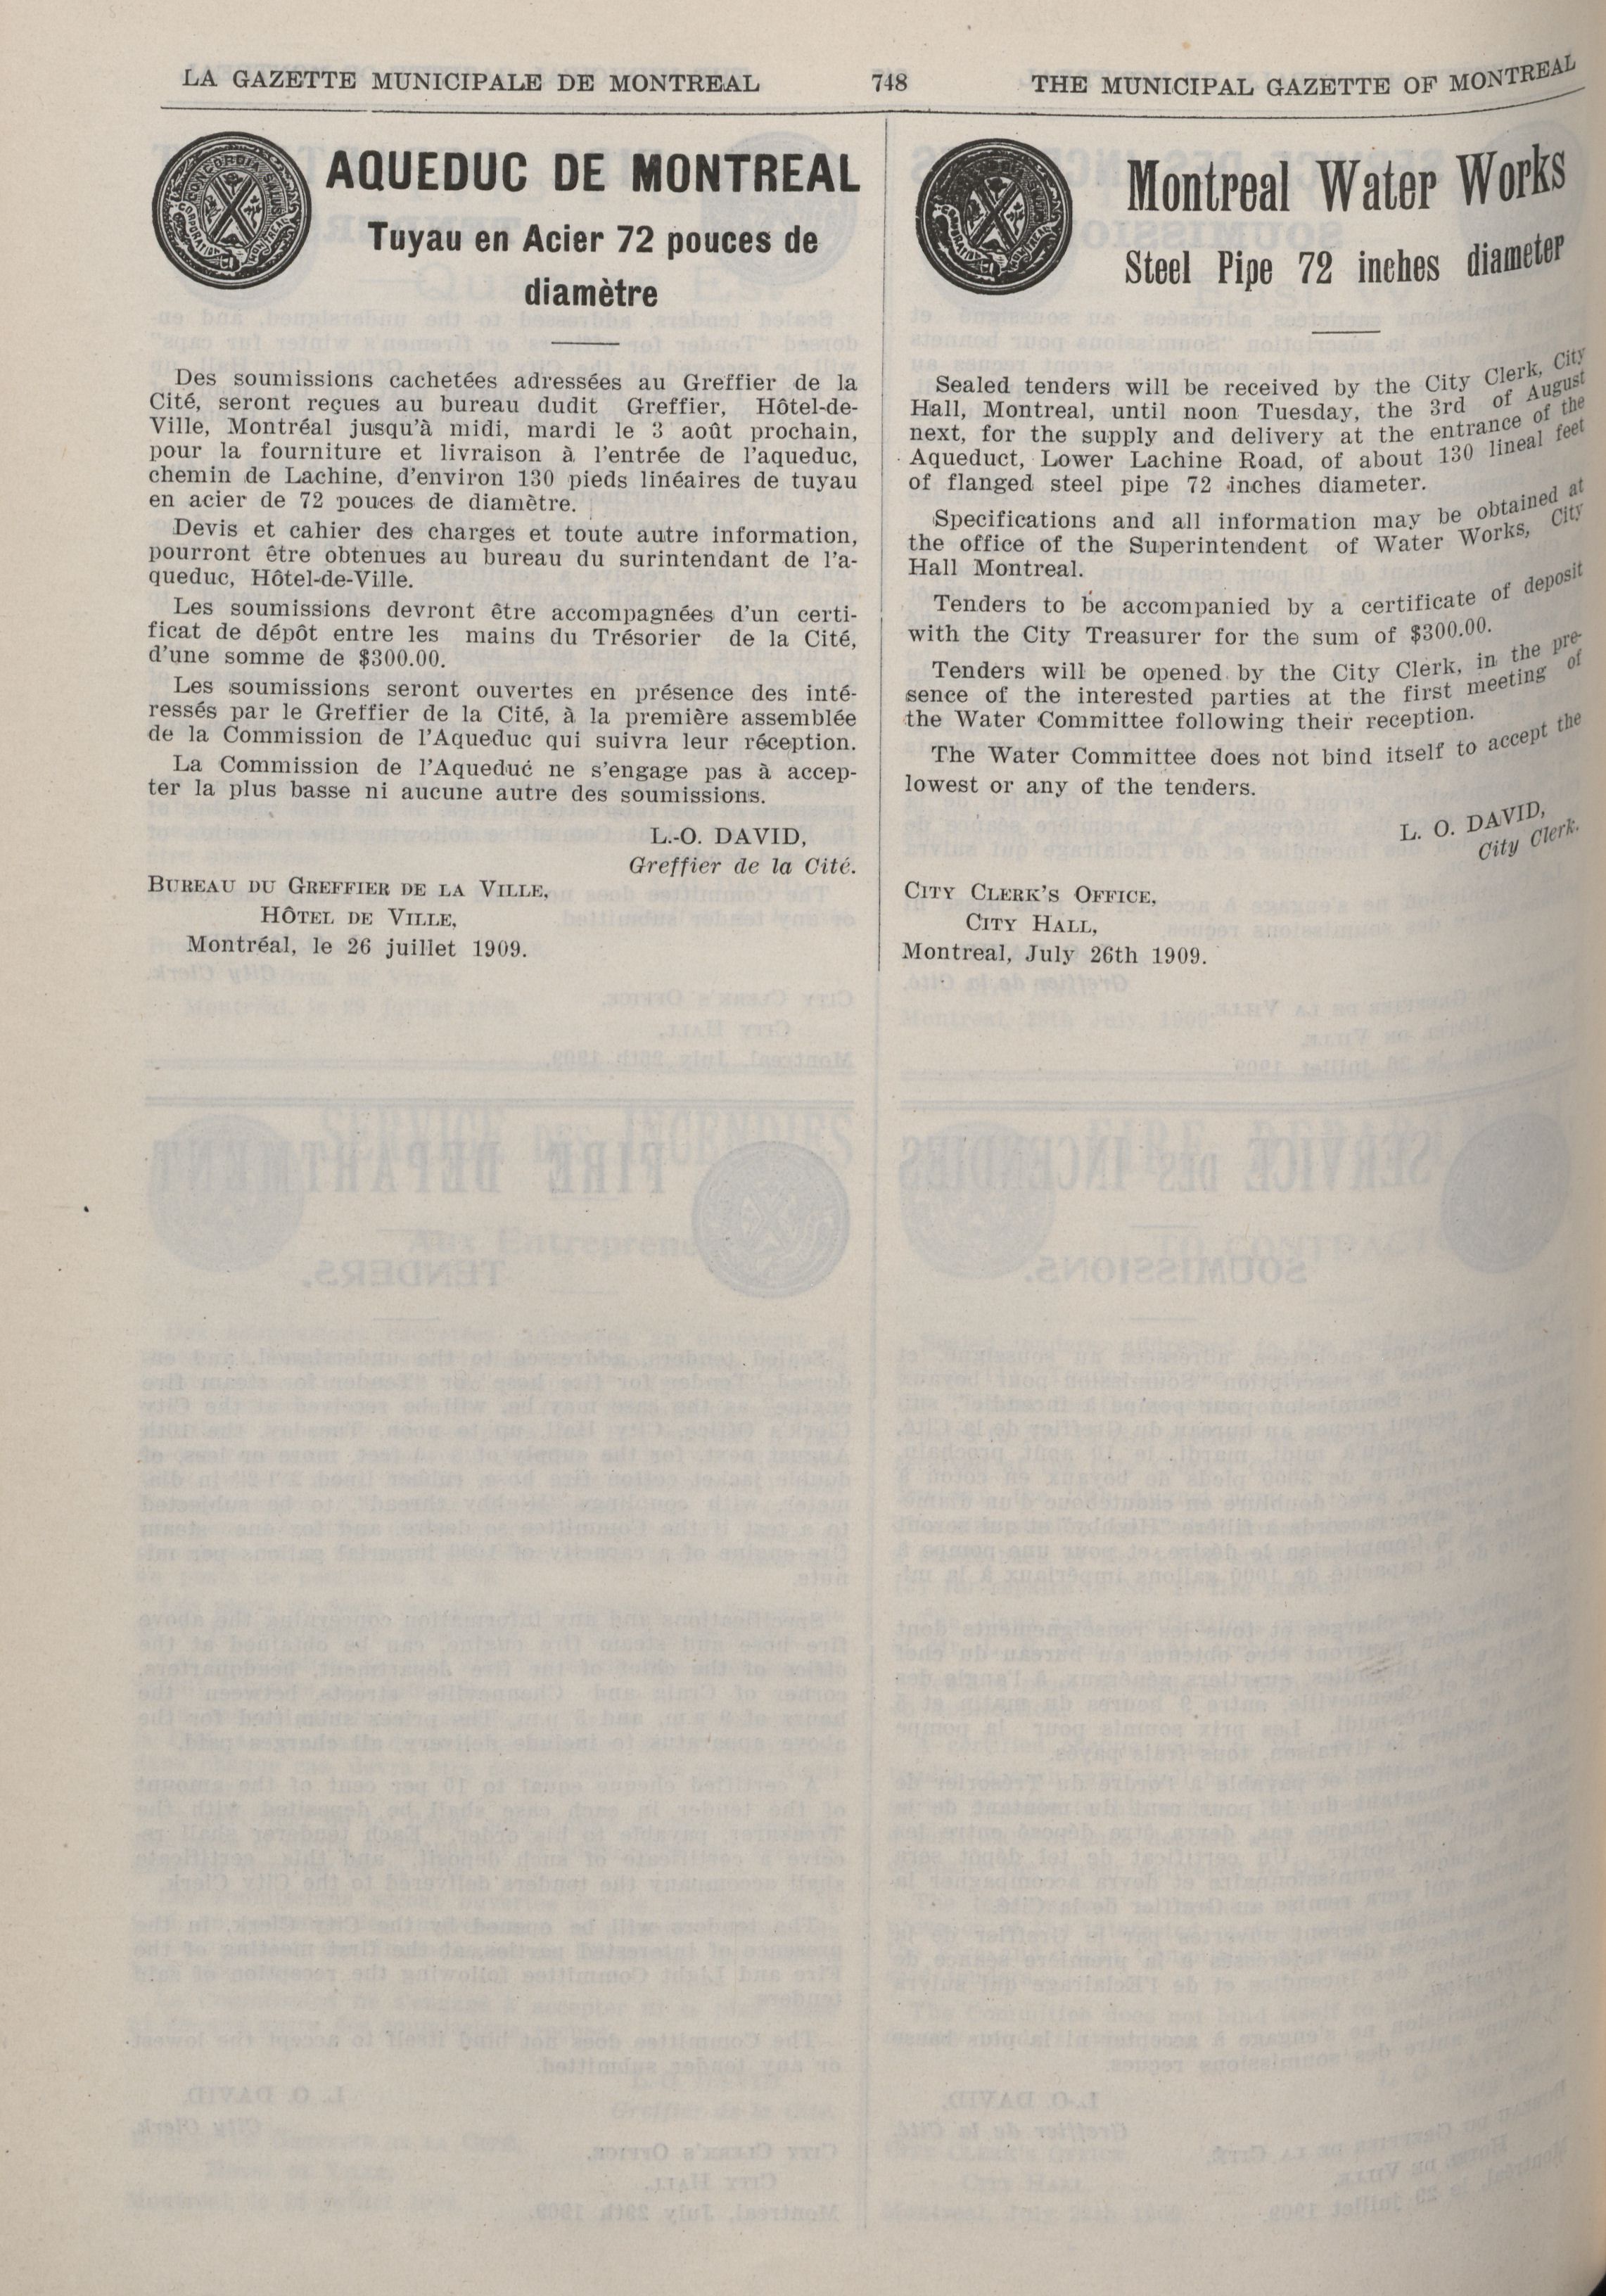 LA GAZETTE MUNICIPALE DE MONTREAL 748 THE MUNICIPAL GAZETTE OF MONTREAL
AQUEDUC DE MONTREAL
Tuyau en Acier 72 pouces de
diamètre
Des soumissions cachetées adressées au Greffier de la
Cité, seront reçues au bureau dudit Greffier, Hôtel-de-
Ville, Montréal jusqu'à midi, mardi le 3 août prochain,
pour la fourniture et livraison à l'entrée de l'aqueduc,
chemin de Lachine, d'environ 130 pieds linéaires de tuyau
en acier de 72 pouces de diamètre.
Devis et cahier des charges et toute autre information,
pourront être obtenues au bureau du surintendant de l'a-
queduc, Hôtel-de-Ville.
Les soumissions devront être accompagnées d'un certi-
ficat de dépôt entre les mains du Trésorier de la Cité,
d'une somme de $300.00.
Les soumissions seront ouvertes en présence des inté-
ressés par le Greffier de la Cité, à la première assemblée
de la Commission de l'Aqueduc qui suivra leur réception.
La Commission de l'Aqueduc ne s'engage pas à accep-
ter la plus basse ni aucune autre des soumissions.
L.-O. DAVID,
Greffier de la Cité.
BUREAU DU GREFFIER DE LA VILLE,
HÔTEL DE VILLE,
Montréal, le 26 juillet 1909.
Montreal Water Works
Steel Pipe 72 inches diameter
Sealed tenders will be received by the City Clerk, City
Hall, Montreal, until noon Tuesday, the 3rd of August
next, for the supply and delivery at the entrance of the
Aqueduct, Lower Lachine Road, of about 130 lineal feet
of flanged steel pipe 72 inches diameter.
Specifications and all information may be obtained at
the office of the Superintendent of Water Works, City
Hall Montreal.
Tenders to be accompanied by a certificate of deposit
with the City Treasurer for the sum of $300.00.
Tenders will be opened by the City Clerk, in the pre-
sence of the interested parties at the first meeting of
the Water Committee following their reception.
The Water Committee does not bind itself to accept the
lowest or any of the tenders.
L. O. DAVID,
City Clerk.
CITY CLERK'S OFFICE,
CITY HALL,
Montreal, July 26th 1909.